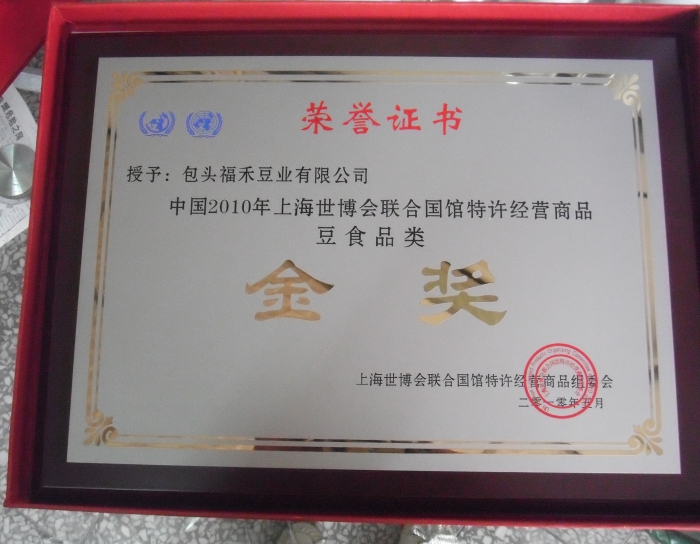 荣誉证书
授予：包头福禾豆业有限公司
中国2010年上海世博会联合国馆特许经营商品
豆食品类
金 奖
上海世博会联合国馆特许经营商品组委会
二零一零年五月